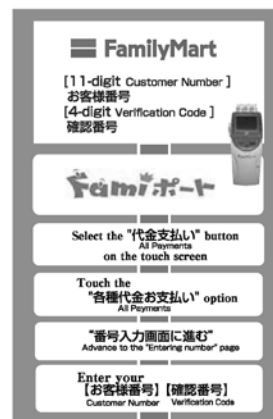 FamilyMart
[11-digit Customer Number]
お客様番号
[4-digit Verification Code]
確認番号
Famiポート
Select the "代金支払い" button
All Payments
on the touch screen
Touch the
"各種代金お支払い" option
All Payments
"番号入力画面に進む"
Advance to the "Entering number" page
Enter your
【お客様番号】【確認番号】
Customer Number Verification Code